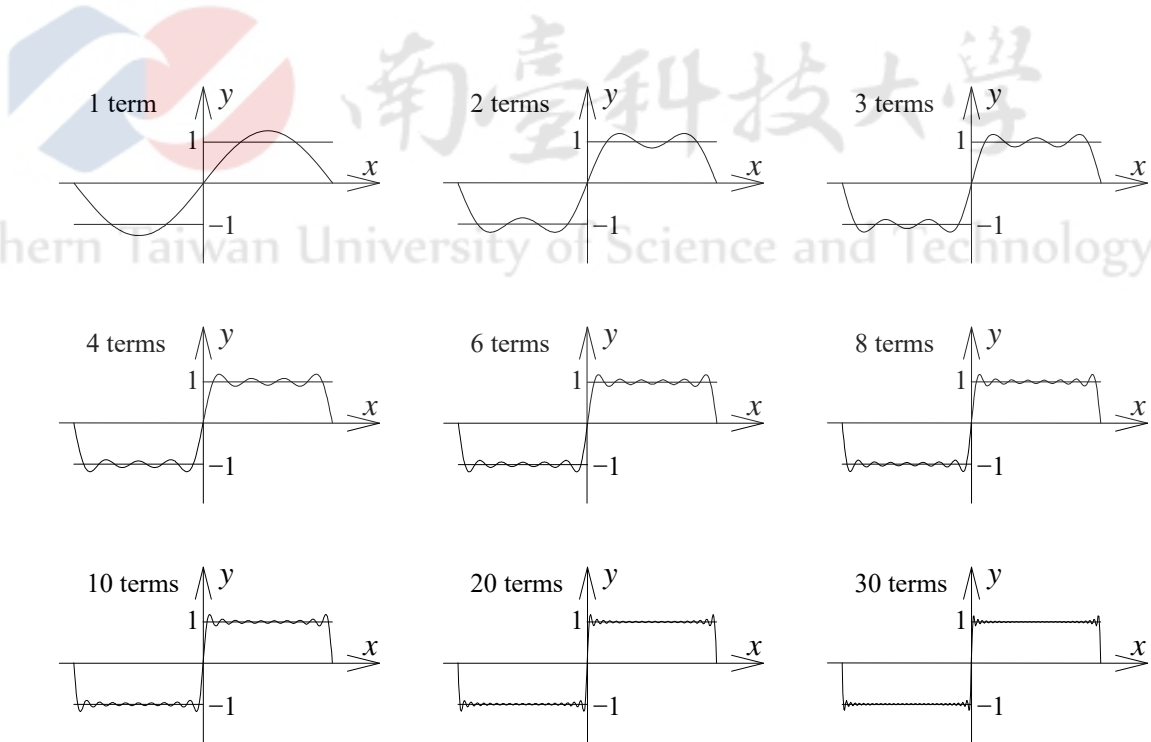 南臺科技大學
1 term y 1 x −1
2 terms y 1 x −1
3 terms y 1 x −1
hern Taiwan University of Science and Technology
4 terms y 1 x −1
6 terms y 1 x −1
8 terms y 1 x −1
10 terms y 1 x −1
20 terms y 1 x −1
30 terms y 1 x −1